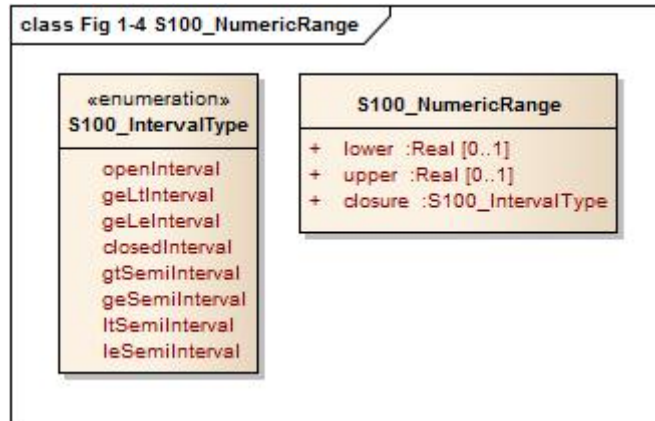 class Fig 1-4 S100_NumericRange
«enumeration»
S100_IntervalType
openInterval
geLtInterval
geLeInterval
closedInterval
gtSemiInterval
geSemiInterval
ltSemiInterval
leSemiInterval
S100_NumericRange
+ lower :Real [0..1]
+ upper :Real [0..1]
+ closure :S100_IntervalType